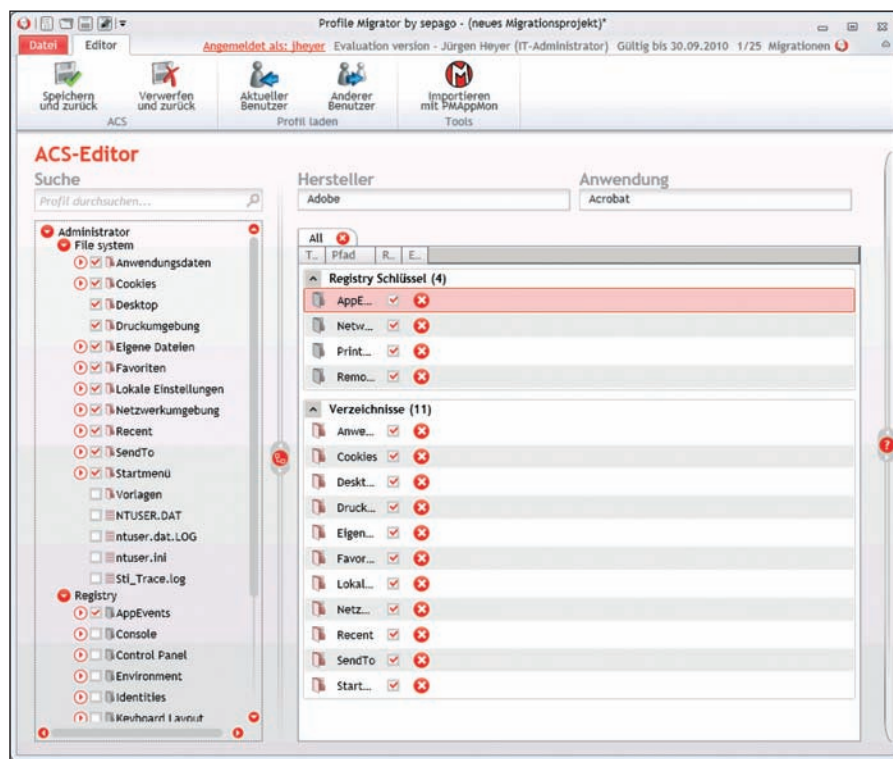 Profile Migrator by sepago - (neues Migrationsprojekt)*
Datei Editor Angemeldet als: jheyer Evaluation version - Jürgen Heyer (IT-Administrator) Gültig bis 30.09.2010 1/25 Migrationen
Speichern und zurück
Verwerfen und zurück
Aktueller Benutzer
Anderer Benutzer
Importieren mit PMAppMon
ACS Profil laden Tools
ACS-Editor
Suche
Profil durchsuchen...
Administrator
File system
Anwendungsdaten
Cookies
Desktop
Druckumgebung
Eigene Dateien
Favoriten
Lokale Einstellungen
Netzwerkumgebung
Recent
SendTo
Startmenü
Vorlagen
NTUSER.DAT
ntuser.dat.LOG
ntuser.ini
Sti_Trace.log
Registry
AppEvents
Console
Control Panel
Environment
Identities
Keyboard Layout
Hersteller
Adobe
Anwendung
Acrobat
All
T... Pfad R... E...
Registry Schlüssel (4)
AppE...
Netw...
Print...
Remo...
Verzeichnisse (11)
Anwe...
Cookies
Deskt...
Druck...
Eigen...
Favor...
Lokal...
Netz...
Recent
SendTo
Start...
?